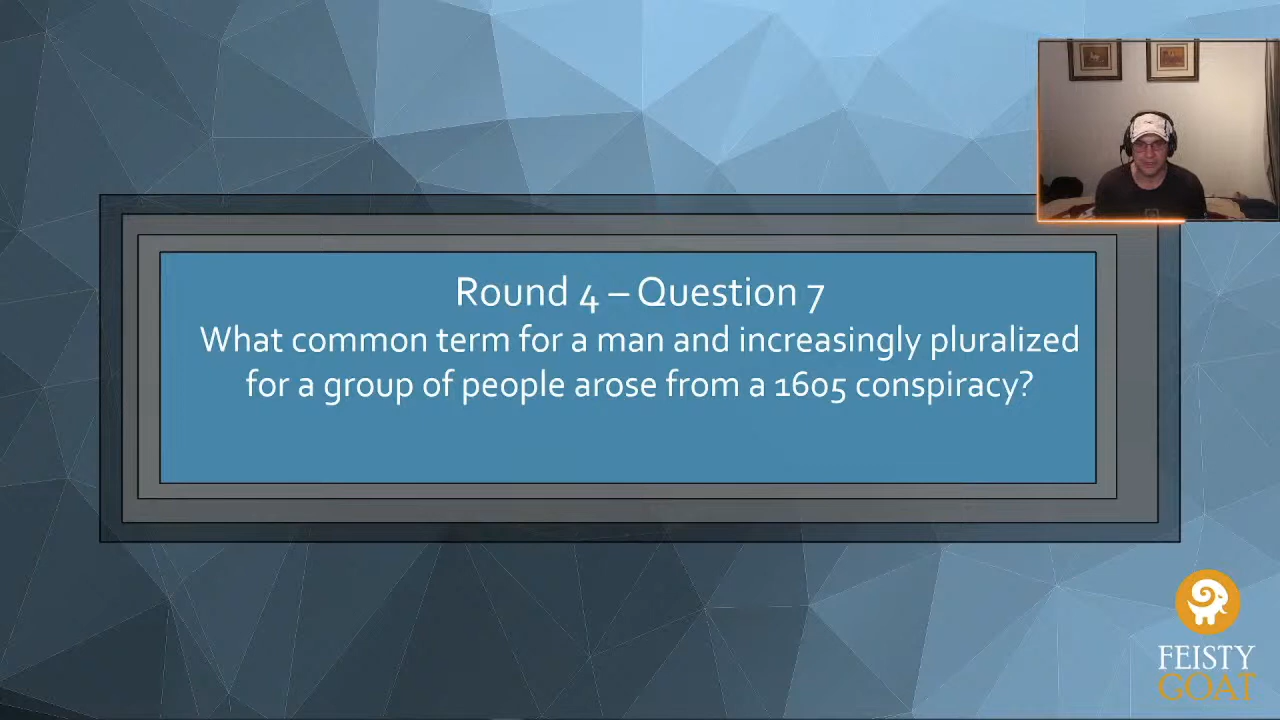 Round 4 – Question 7
What common term for a man and increasingly pluralized
for a group of people arose from a 1605 conspiracy?
FEISTY
GOAT